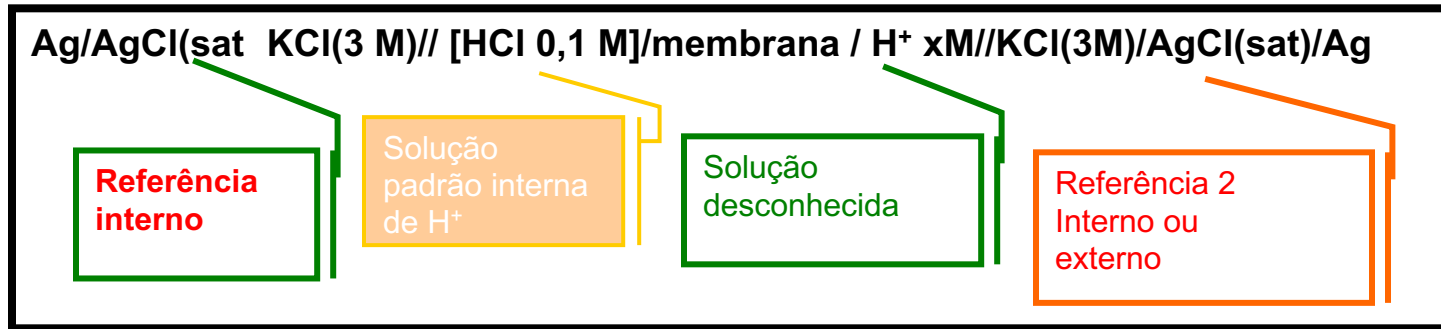 Ag/AgCl(sat KCl(3 M)// [HCl 0,1 M]/membrana / H⁺ xM//KCl(3M)/AgCl(sat)/Ag
Referência
interno
Solução
padrão interna
de H⁺
Solução
desconhecida
Referência 2
Interno ou
externo